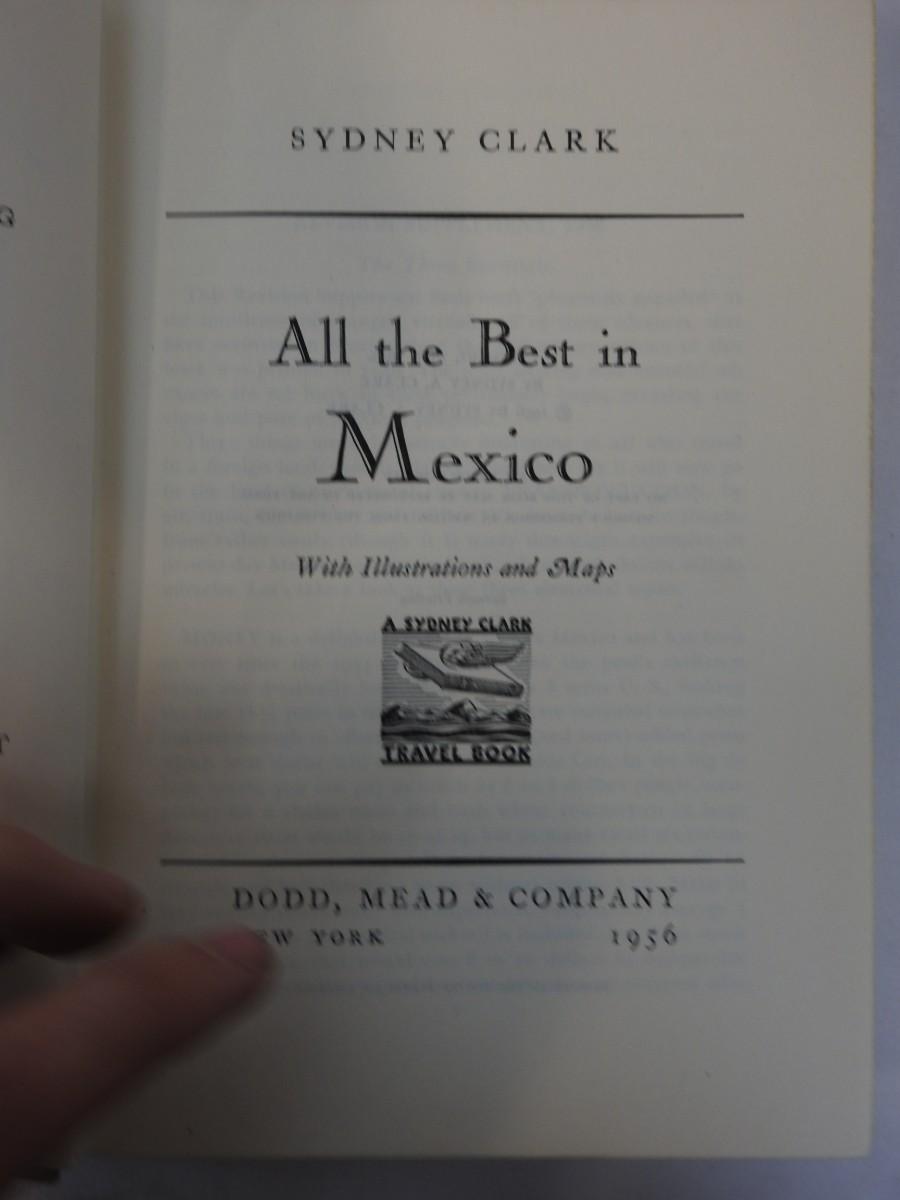 SYDNEY CLARK
All the Best in
Mexico
With Illustrations and Maps
A SYDNEY CLARK
TRAVEL BOOK
DODD, MEAD & COMPANY
YORK 1956